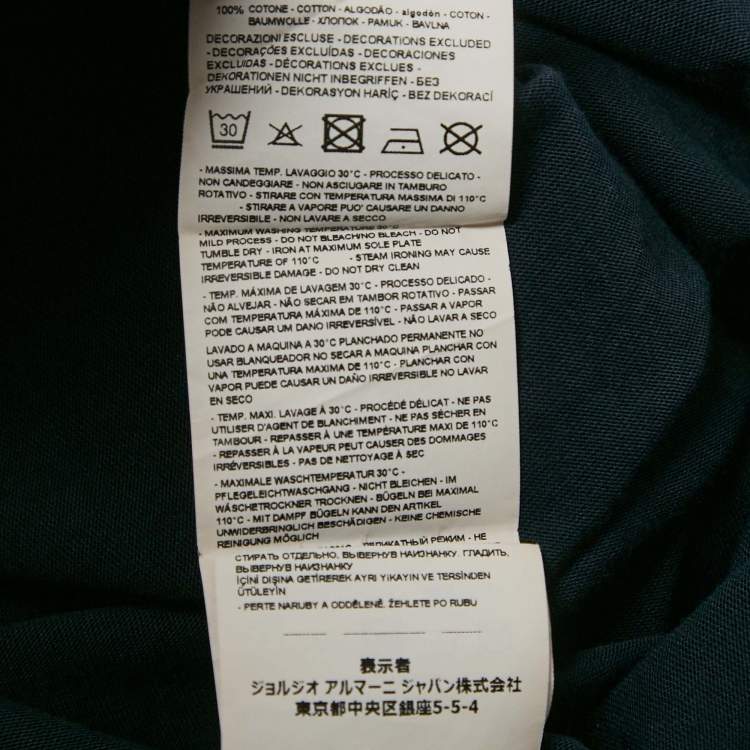 100% COTONE - COTTON - ALGODÃO - algodón - COTON -
BAUMWOLLE - ХЛОПОК - PAMUK - BAVLNA
DECORAZIONI ESCLUSE - DECORATIONS EXCLUDED
- DECORAÇÕES EXCLUÍDAS - DECORACIONES
EXCLUIDAS - DÉCORATIONS EXCLUES -
DEKORATIONEN NICHT INBEGRIFFEN - БЕЗ
УКРАШЕНИЙ - DEKORASYON HARİÇ - BEZ DEKORACÍ
30
- MASSIMA TEMP. LAVAGGIO 30°C - PROCESSO DELICATO -
NON CANDEGGIARE - NON ASCIUGARE IN TAMBURO
ROTATIVO - STIRARE CON TEMPERATURA MASSIMA DI 110°C
- STIRARE A VAPORE PUO' CAUSARE UN DANNO
IRREVERSIBILE - NON LAVARE A SECCO
- MAXIMUM WASHING TEMPERATURE 30°C -
MILD PROCESS - DO NOT BLEACH/NO BLEACH - DO NOT
TUMBLE DRY - IRON AT MAXIMUM SOLE PLATE
TEMPERATURE OF 110°C - STEAM IRONING MAY CAUSE
IRREVERSIBLE DAMAGE - DO NOT DRY CLEAN
- TEMP. MÁXIMA DE LAVAGEM 30°C - PROCESSO DELICADO -
NÃO ALVEJAR - NÃO SECAR EM TAMBOR ROTATIVO - PASSAR
COM TEMPERATURA MÁXIMA DE 110°C - PASSAR A VAPOR
PODE CAUSAR UM DANO IRREVERSÍVEL - NÃO LAVAR A SECO
LAVADO A MAQUINA A 30°C PLANCHADO PERMANENTE NO
USAR BLANQUEADOR NO SECAR A MAQUINA PLANCHAR CON
UNA TEMPERATURA MAXIMA DE 110°C - PLANCHAR CON
VAPOR PUEDE CAUSAR UN DAÑO IRREVERSIBLE NO LAVAR
EN SECO
- TEMP. MAXI. LAVAGE À 30°C - PROCÉDÉ DÉLICAT - NE PAS
UTILISER D'AGENT DE BLANCHIMENT - NE PAS SÉCHER EN
TAMBOUR - REPASSER À UNE TEMPÉRATURE MAXI DE 110°C
- REPASSER À LA VAPEUR PEUT CAUSER DES DOMMAGES
IRRÉVERSIBLES - PAS DE NETTOYAGE À SEC
- MAXIMALE WASCHTEMPERATUR 30°C -
PFLEGELEICHTWASCHGANG - NICHT BLEICHEN - IM
WÄSCHETROCKNER TROCKNEN - BÜGELN BEI MAXIMAL
110°C - MIT DAMPF BÜGELN KANN DEN ARTIKEL
UNWIDERBRINGLICH BESCHÄDIGEN - KEINE CHEMISCHE
REINIGUNG MÖGLICH
ДЕЛИКАТНЫЙ РЕЖИМ - НЕ
СТИРАТЬ ОТДЕЛЬНО, ВЫВЕРНУВ НАИЗНАНКУ. ГЛАДИТЬ,
ВЫВЕРНУВ НАИЗНАНКУ
İÇİNİ DIŞINA GETİREREK AYRI YIKAYIN VE TERSİNDEN
ÜTÜLEYİN
- PERTE NARUBY A ODDĚLENĚ. ŽEHLETE PO RUBU
表示者
ジョルジオ アルマーニ ジャパン株式会社
東京都中央区銀座5-5-4